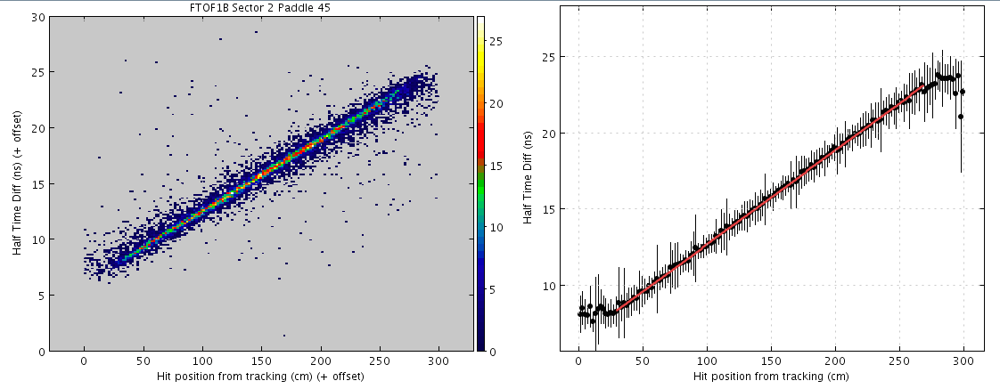 FTOF1B Sector 2 Paddle 45
Half Time Diff (ns) (+ offset)
30
25
20
15
10
5
0
0 50 100 150 200 250 300
Hit position from tracking (cm) (+ offset)
25
20
15
10
5
0
Half Time Diff (ns)
25
20
15
10
0 50 100 150 200 250 300
Hit position from tracking (cm)